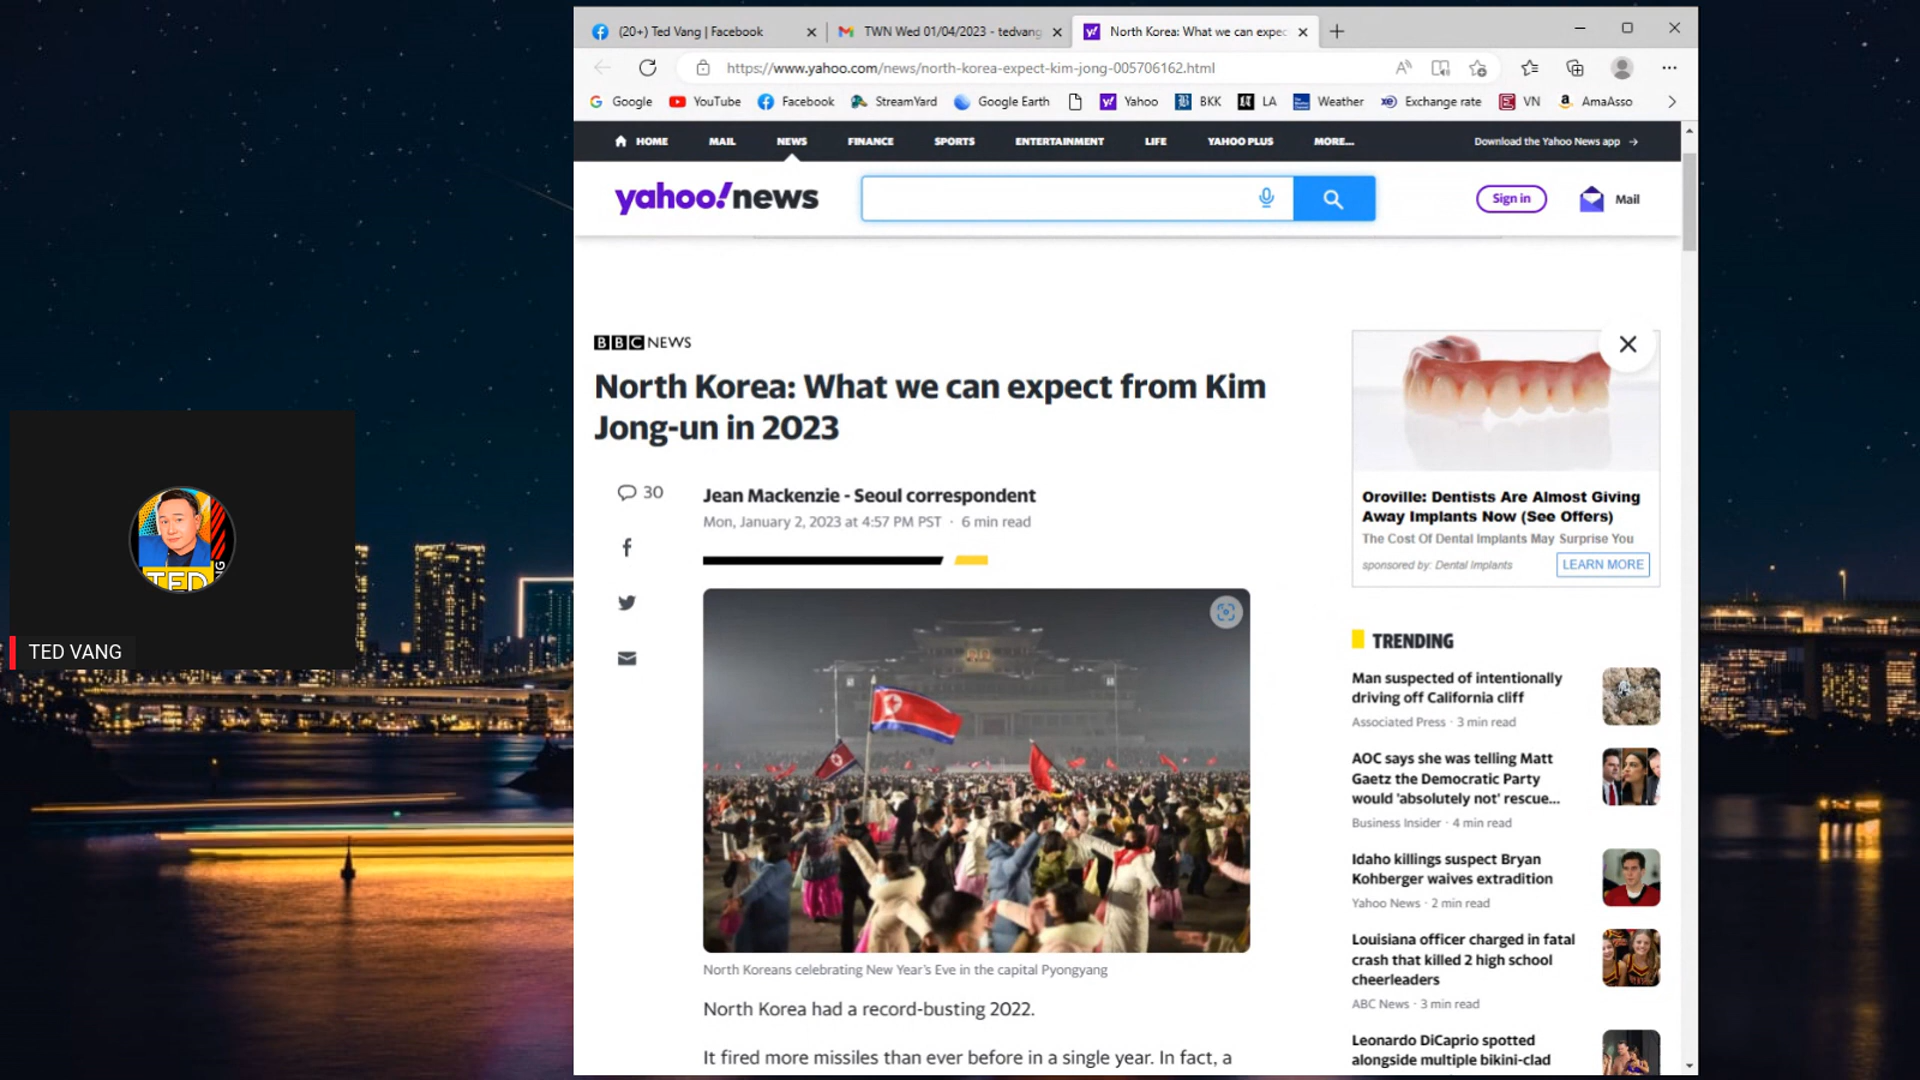 (20+) Ted Vang | Facebook
TWN Wed 01/04/2023 - tedvang
North Korea: What we can expec
https://www.yahoo.com/news/north-korea-expect-kim-jong-005706162.html
Google YouTube Facebook StreamYard Google Earth Yahoo BKK LA Weather Exchange rate VN AmaAsso
HOME MAIL NEWS FINANCE SPORTS ENTERTAINMENT LIFE YAHOO PLUS MORE... Download the Yahoo News app →
yahoo!news
Sign in
Mail
BBC NEWS
North Korea: What we can expect from Kim
Jong-un in 2023
30
Jean Mackenzie - Seoul correspondent
Mon, January 2, 2023 at 4:57 PM PST · 6 min read
North Koreans celebrating New Year's Eve in the capital Pyongyang
North Korea had a record-busting 2022.
It fired more missiles than ever before in a single year. In fact, a
Oroville: Dentists Are Almost Giving
Away Implants Now (See Offers)
The Cost Of Dental Implants May Surprise You
sponsored by: Dental Implants
LEARN MORE
TRENDING
Man suspected of intentionally
driving off California cliff
Associated Press · 3 min read
AOC says she was telling Matt
Gaetz the Democratic Party
would 'absolutely not' rescue...
Business Insider · 4 min read
Idaho killings suspect Bryan
Kohberger waives extradition
Yahoo News · 2 min read
Louisiana officer charged in fatal
crash that killed 2 high school
cheerleaders
ABC News · 3 min read
Leonardo DiCaprio spotted
alongside multiple bikini-clad
TED
TED VANG